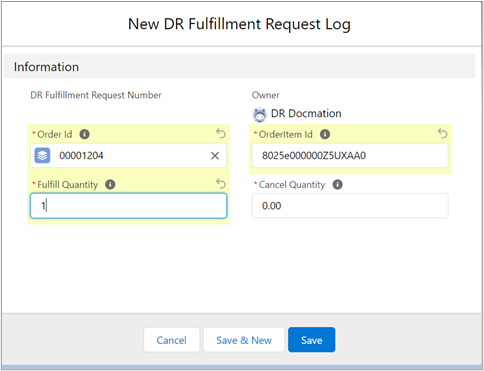 New DR Fulfillment Request Log
Information
DR Fulfillment Request Number
Owner
DR Docmation
*Order Id
00001204
*OrderItem Id
8025e000000Z5UXAA0
*Fulfill Quantity
1
*Cancel Quantity
0.00
Cancel
Save & New
Save